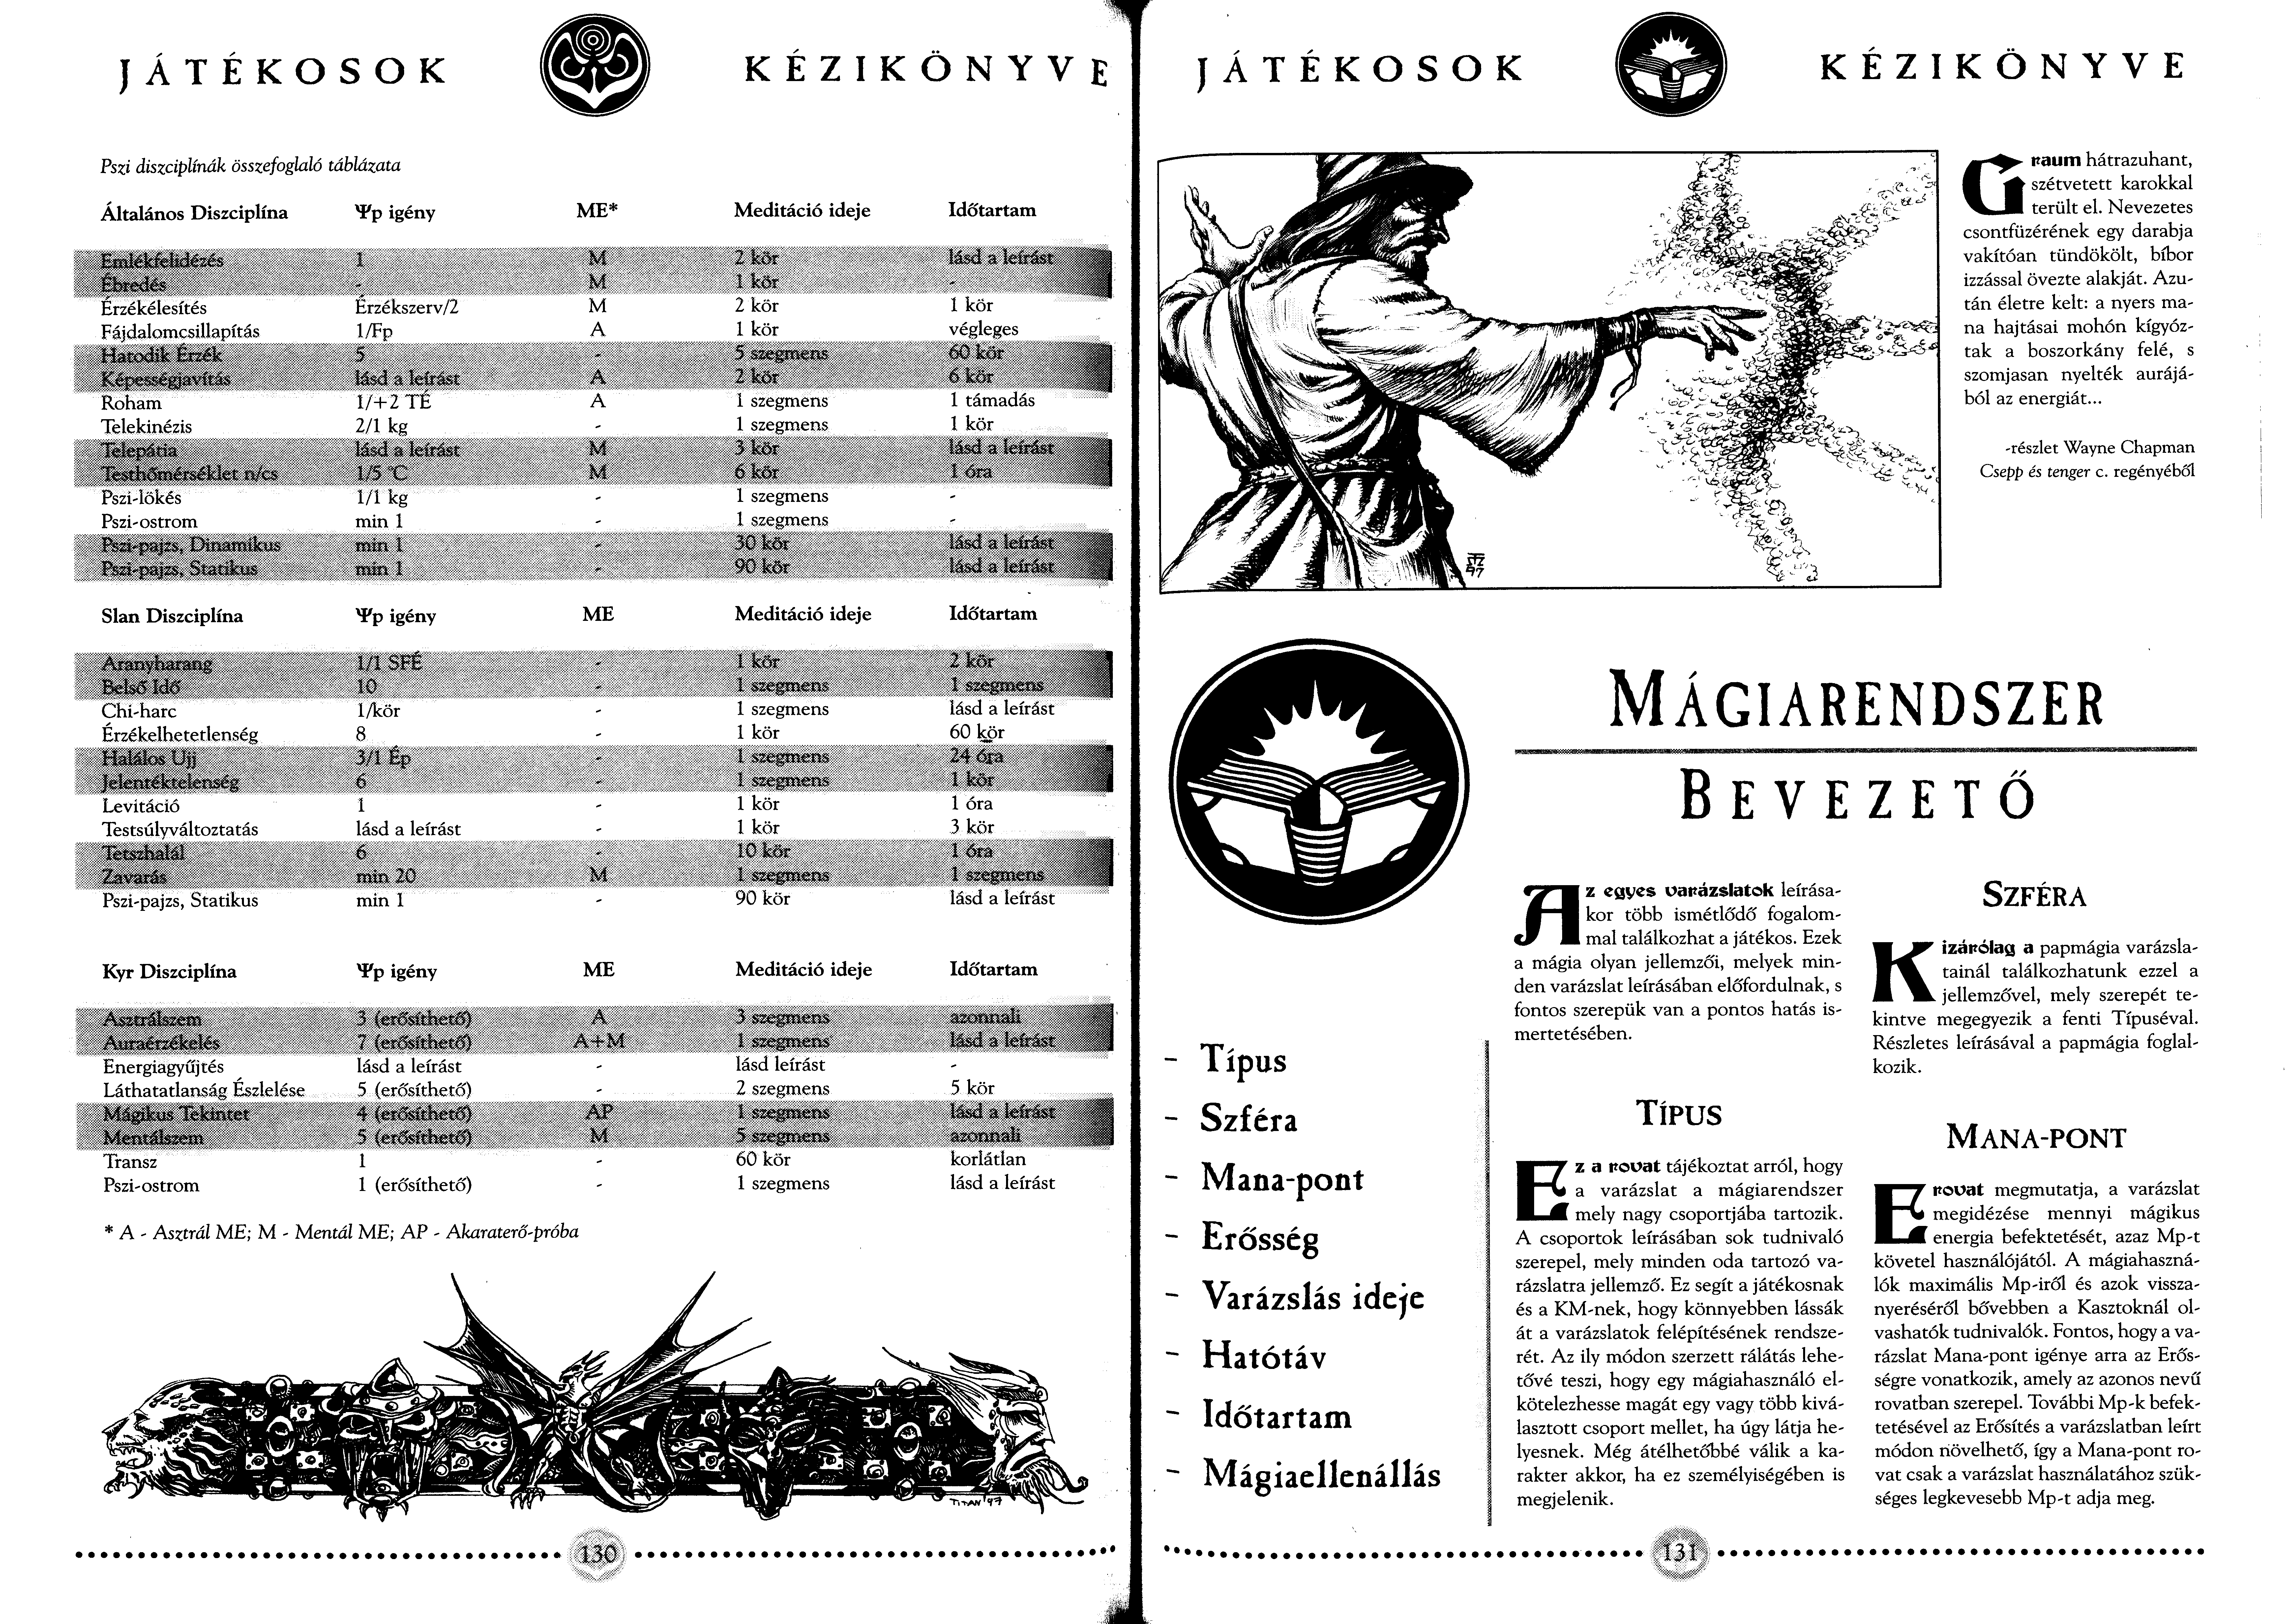 JÁTÉKOSOK KÉZIKÖNYVE
Pszi diszciplínák összefoglaló táblázata
Általános Diszciplína Ψp igény ME* Meditáció ideje Időtartam
Emlékfelidézés 1 M 2 kör lásd a leírást
Ébredés - M 1 kör -
Érzékélesítés Érzékszerv/2 M 2 kör 1 kör
Fájdalomcsillapítás 1/Fp A 1 kör végleges
Hatodik Érzék 5 - 5 szegmens 60 kör
Képességjavítás lásd a leírást A 2 kör 6 kör
Roham 1/+2 TÉ A 1 szegmens 1 támadás
Telekinézis 2/1 kg - 1 szegmens 1 kör
Telepátia lásd a leírást M 3 kör lásd a leírást
Testhőmérséklet n/cs 1/5 °C M 6 kör 1 óra
Pszi-lökés 1/1 kg - 1 szegmens -
Pszi-ostrom min 1 - 1 szegmens -
Pszi-pajzs, Dinamikus min 1 - 30 kör lásd a leírást
Pszi-pajzs, Statikus min 1 - 90 kör lásd a leírást
Slan Diszciplína Ψp igény ME Meditáció ideje Időtartam
Aranyharang 1/1 SFÉ - 1 kör 2 kör
Belső Idő 10 - 1 szegmens 1 szegmens
Chi-harc 1/kör - 1 szegmens lásd a leírást
Érzékelhetetlenség 8 - 1 kör 60 kör
Halálos Ujj 3/1 Ép - 1 szegmens 24 óra
Jelentéktelenség 6 - 1 szegmens 1 kör
Levitáció 1 - 1 kör 1 óra
Testsúlyváltoztatás lásd a leírást - 1 kör 3 kör
Tetszhalál 6 - 10 kör 1 óra
Zavarás min 20 M 1 szegmens 1 szegmens
Pszi-pajzs, Statikus min 1 - 90 kör lásd a leírást
Kyr Diszciplína Ψp igény ME Meditáció ideje Időtartam
Asztrálszem 3 (erősíthető) A 3 szegmens azonnali
Auraérzékelés 7 (erősíthető) A+M 1 szegmens lásd a leírást
Energiagyűjtés lásd a leírást - lásd leírást -
Láthatatlanság Észlelése 5 (erősíthető) - 2 szegmens 5 kör
Mágikus Tekintet 4 (erősíthető) AP 1 szegmens lásd a leírást
Mentálszem 5 (erősíthető) M 5 szegmens azonnali
Transz 1 - 60 kör korlátlan
Pszi-ostrom 1 (erősíthető) - 1 szegmens lásd a leírást
* A - Asztrál ME; M - Mentál ME; AP - Akaraterő-próba
TITAN '97
130
JÁTÉKOSOK KÉZIKÖNYVE
Graum hátrazuhant,
szétvetett karokkal
terült el. Nevezetes
csontfüzérének egy darabja
vakítóan tündökölt, bíbor
izzással övezte alakját. Azu-
tán életre kelt: a nyers ma-
na hajtásai mohón kígyóz-
tak a boszorkány felé, s
szomjasan nyelték aurájá-
ból az energiát...
-részlet Wayne Chapman
Csepp és tenger c. regényéből
MÁGIARENDSZER
BEVEZETŐ
- Típus
- Szféra
- Mana-pont
- Erősség
- Varázslás ideje
- Hatótáv
- Időtartam
- Mágiaellenállás
Az egyes varázslatok leírása-
kor több ismétlődő fogalom-
mal találkozhat a játékos. Ezek
a mágia olyan jellemzői, melyek min-
den varázslat leírásában előfordulnak, s
fontos szerepük van a pontos hatás is-
mertetésében.
TÍPUS
Ez a rovat tájékoztat arról, hogy
a varázslat a mágiarendszer
mely nagy csoportjába tartozik.
A csoportok leírásában sok tudnivaló
szerepel, mely minden oda tartozó va-
rázslatra jellemző. Ez segít a játékosnak
és a KM-nek, hogy könnyebben lássák
át a varázslatok felépítésének rendsze-
rét. Az ily módon szerzett rálátás lehe-
tővé teszi, hogy egy mágiahasználó el-
kötelezhesse magát egy vagy több kivá-
lasztott csoport mellet, ha úgy látja he-
lyesnek. Még átélhetőbbé válik a ka-
rakter akkor, ha ez személyiségében is
megjelenik.
SZFÉRA
Kizárólag a papmágia varázsla-
tainál találkozhatunk ezzel a
jellemzővel, mely szerepét te-
kintve megegyezik a fenti Típuséval.
Részletes leírásával a papmágia foglal-
kozik.
MANA-PONT
E rovat megmutatja, a varázslat
megidézése mennyi mágikus
energia befektetését, azaz Mp-t
követel használójától. A mágiahaszná-
lók maximális Mp-iről és azok vissza-
nyeréséről bővebben a Kasztoknál ol-
vashatók tudnivalók. Fontos, hogy a va-
rázslat Mana-pont igénye arra az Erős-
ségre vonatkozik, amely az azonos nevű
rovatban szerepel. További Mp-k befek-
tetésével az Erősítés a varázslatban leírt
módon növelhető, így a Mana-pont ro-
vat csak a varázslat használatához szük-
séges legkevesebb Mp-t adja meg.
131